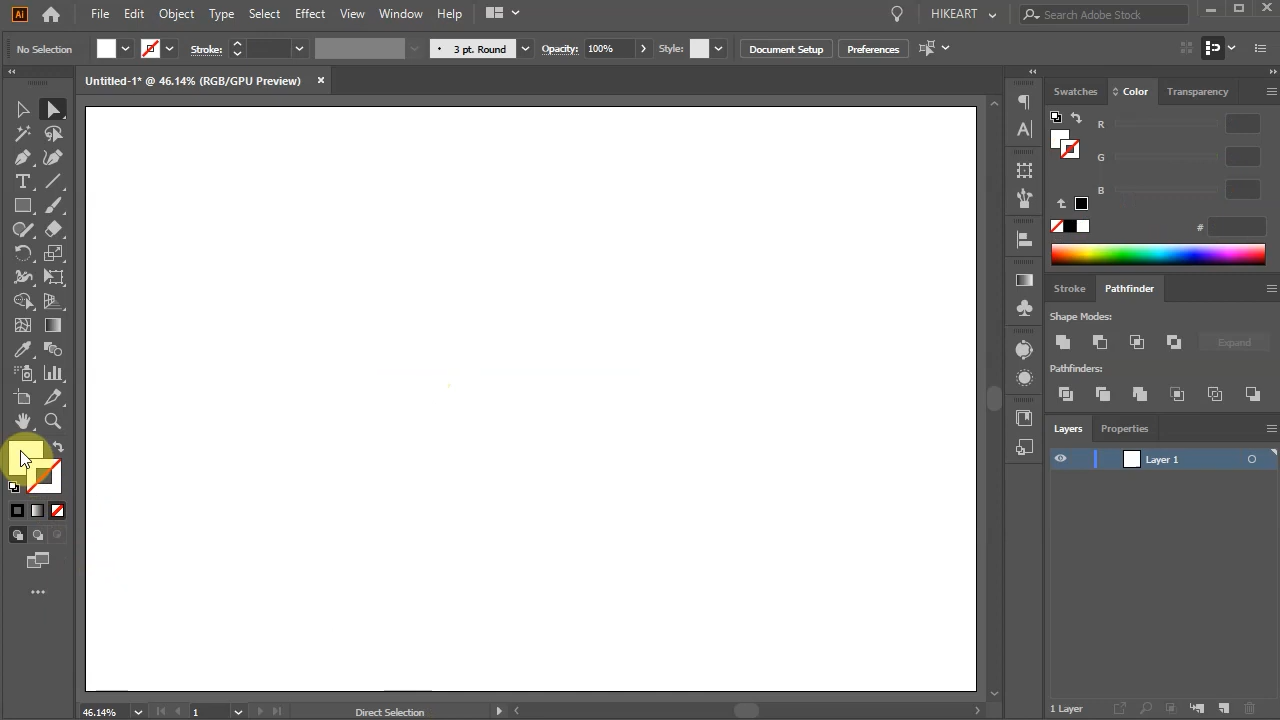 Ai File Edit Object Type Select Effect View Window Help HIKEART Search Adobe Stock
No Selection Stroke: 3 pt. Round Opacity: 100% Style: Document Setup Preferences
Untitled-1* @ 46.14% (RGB/GPU Preview)
Swatches Color Transparency
R
G
B
#
Stroke Pathfinder
Shape Modes:
Expand
Pathfinders:
Layers Properties
Layer 1
46.14% 1 Direct Selection 1 Layer